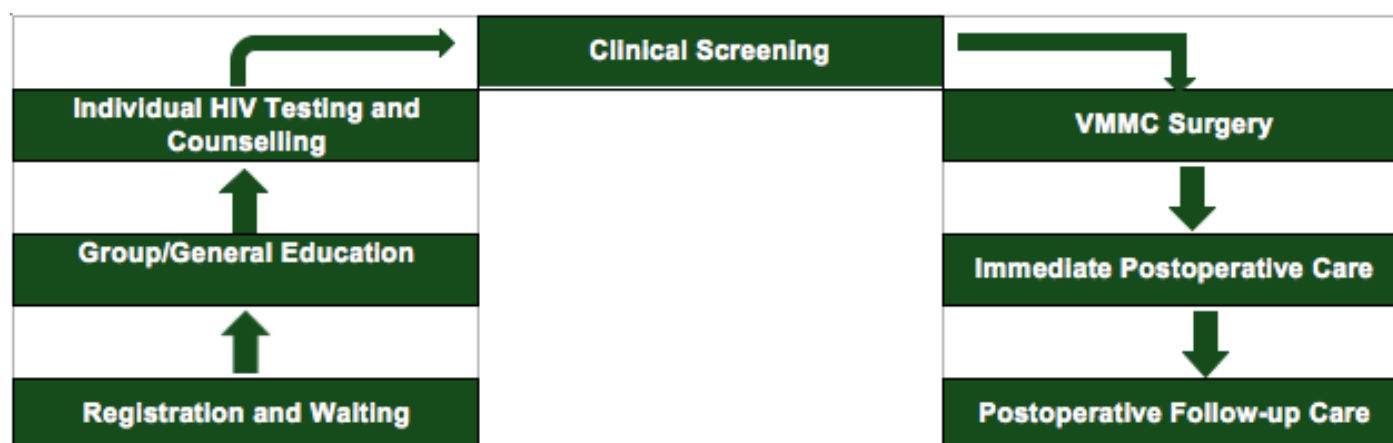 Clinical Screening
Individual HIV Testing and
Counselling
VMMC Surgery
Group/General Education
Immediate Postoperative Care
Registration and Waiting
Postoperative Follow-up Care